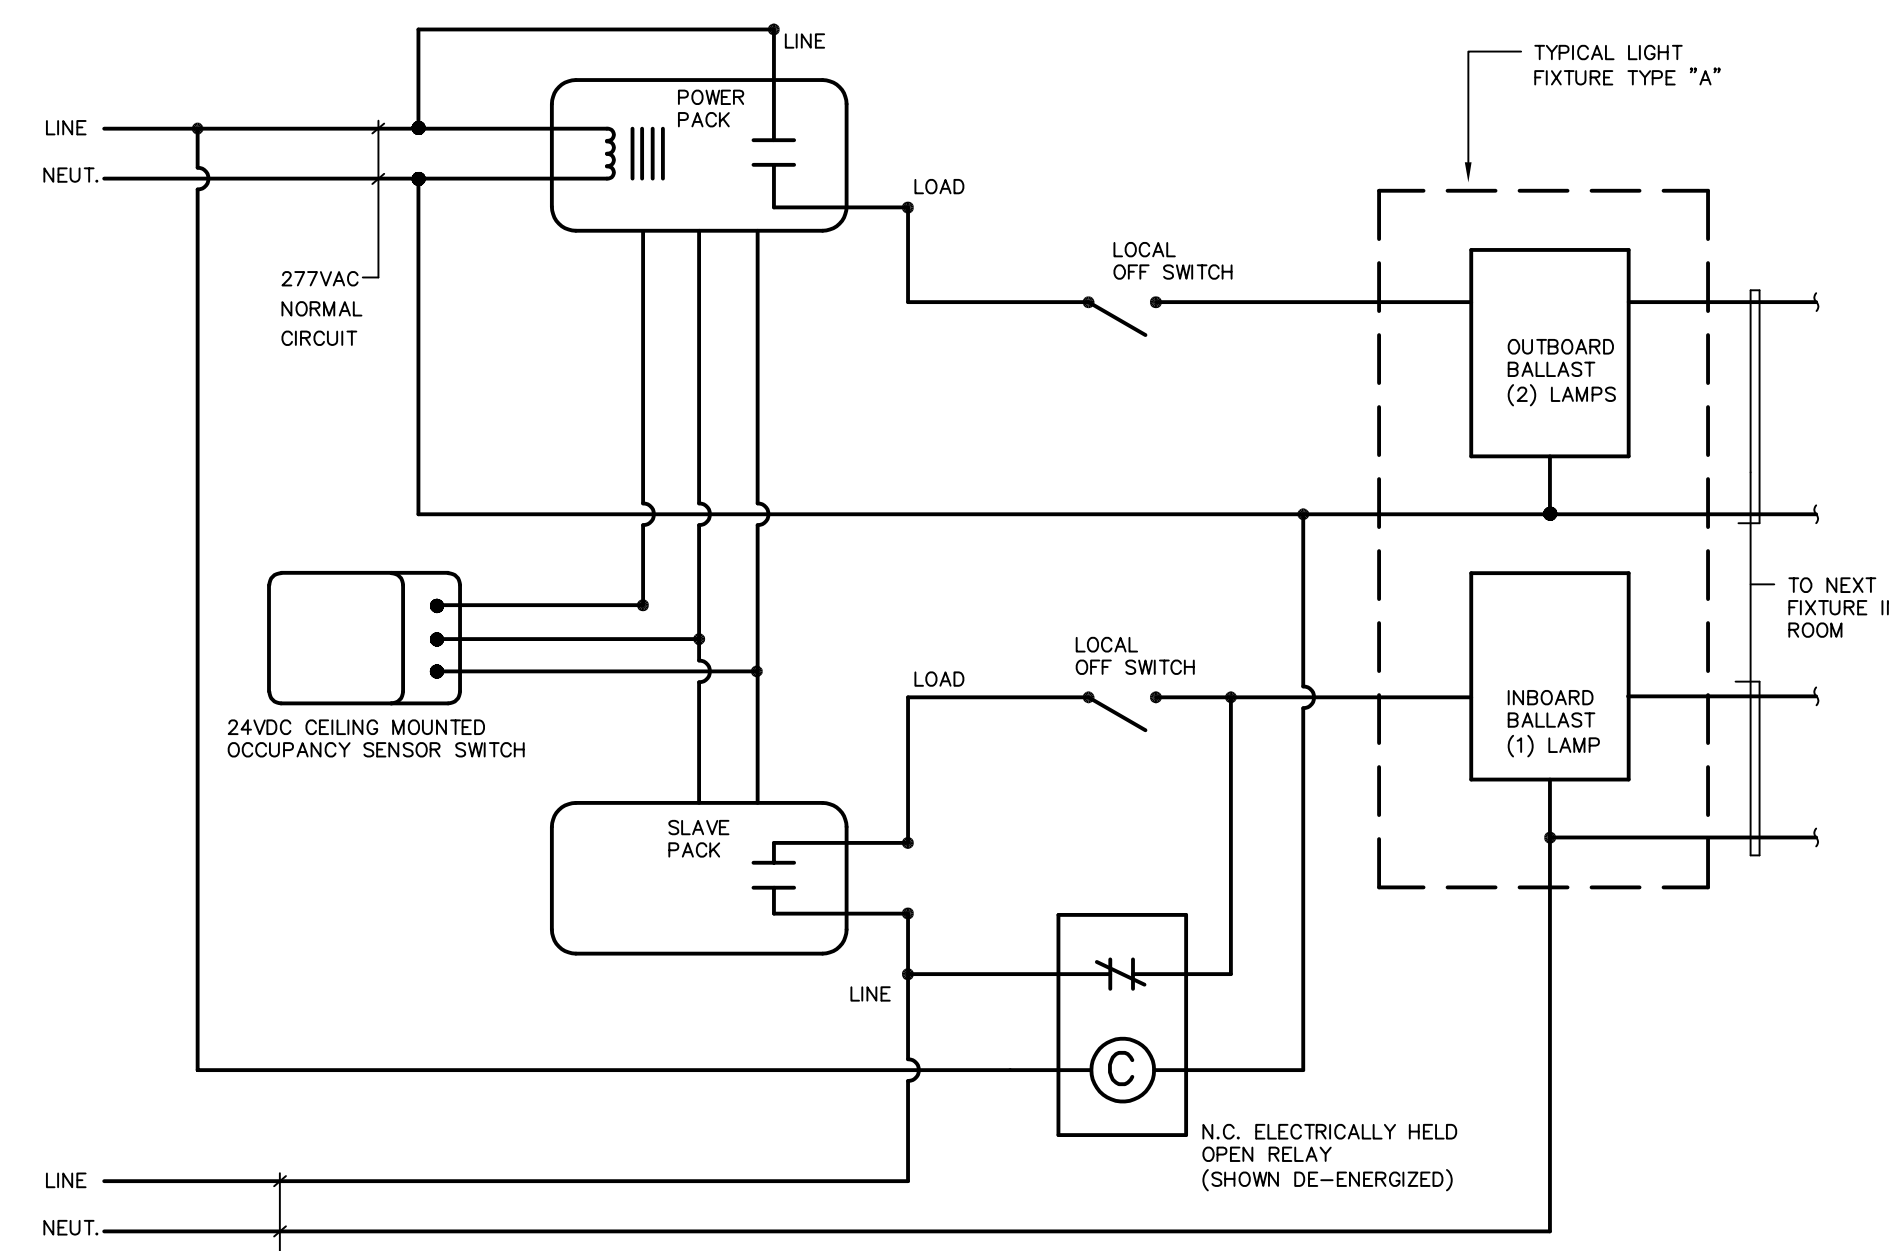 LINE
POWER
PACK
TYPICAL LIGHT
FIXTURE TYPE "A"
LINE
NEUT.
LOAD
LOCAL
OFF SWITCH
277VAC
NORMAL
CIRCUIT
OUTBOARD
BALLAST
(2) LAMPS
TO NEXT
FIXTURE
ROOM
LOCAL
OFF SWITCH
LOAD
INBOARD
BALLAST
(1) LAMP
24VDC CEILING MOUNTED
OCCUPANCY SENSOR SWITCH
SLAVE
PACK
LINE
C
N.C. ELECTRICALLY HELD
OPEN RELAY
(SHOWN DE-ENERGIZED)
LINE
NEUT.